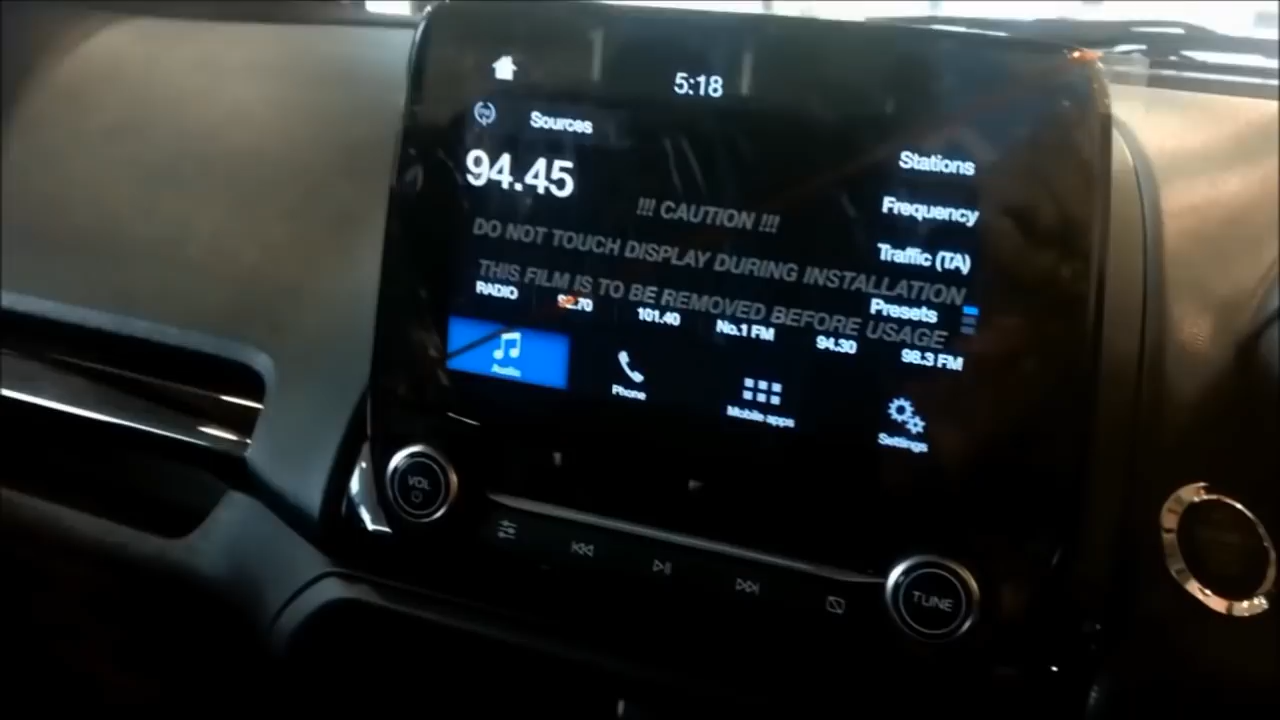 5:18
Sources
94.45
Stations
!!! CAUTION !!!
Frequency
DO NOT TOUCH DISPLAY DURING INSTALLATION
Traffic (TA)
THIS FILM IS TO BE REMOVED BEFORE USAGE
Presets
RADIO 92.70 101.40 No.1 FM 94.30 98.3 FM
Audio Phone Mobile apps Settings
VOL
TUNE